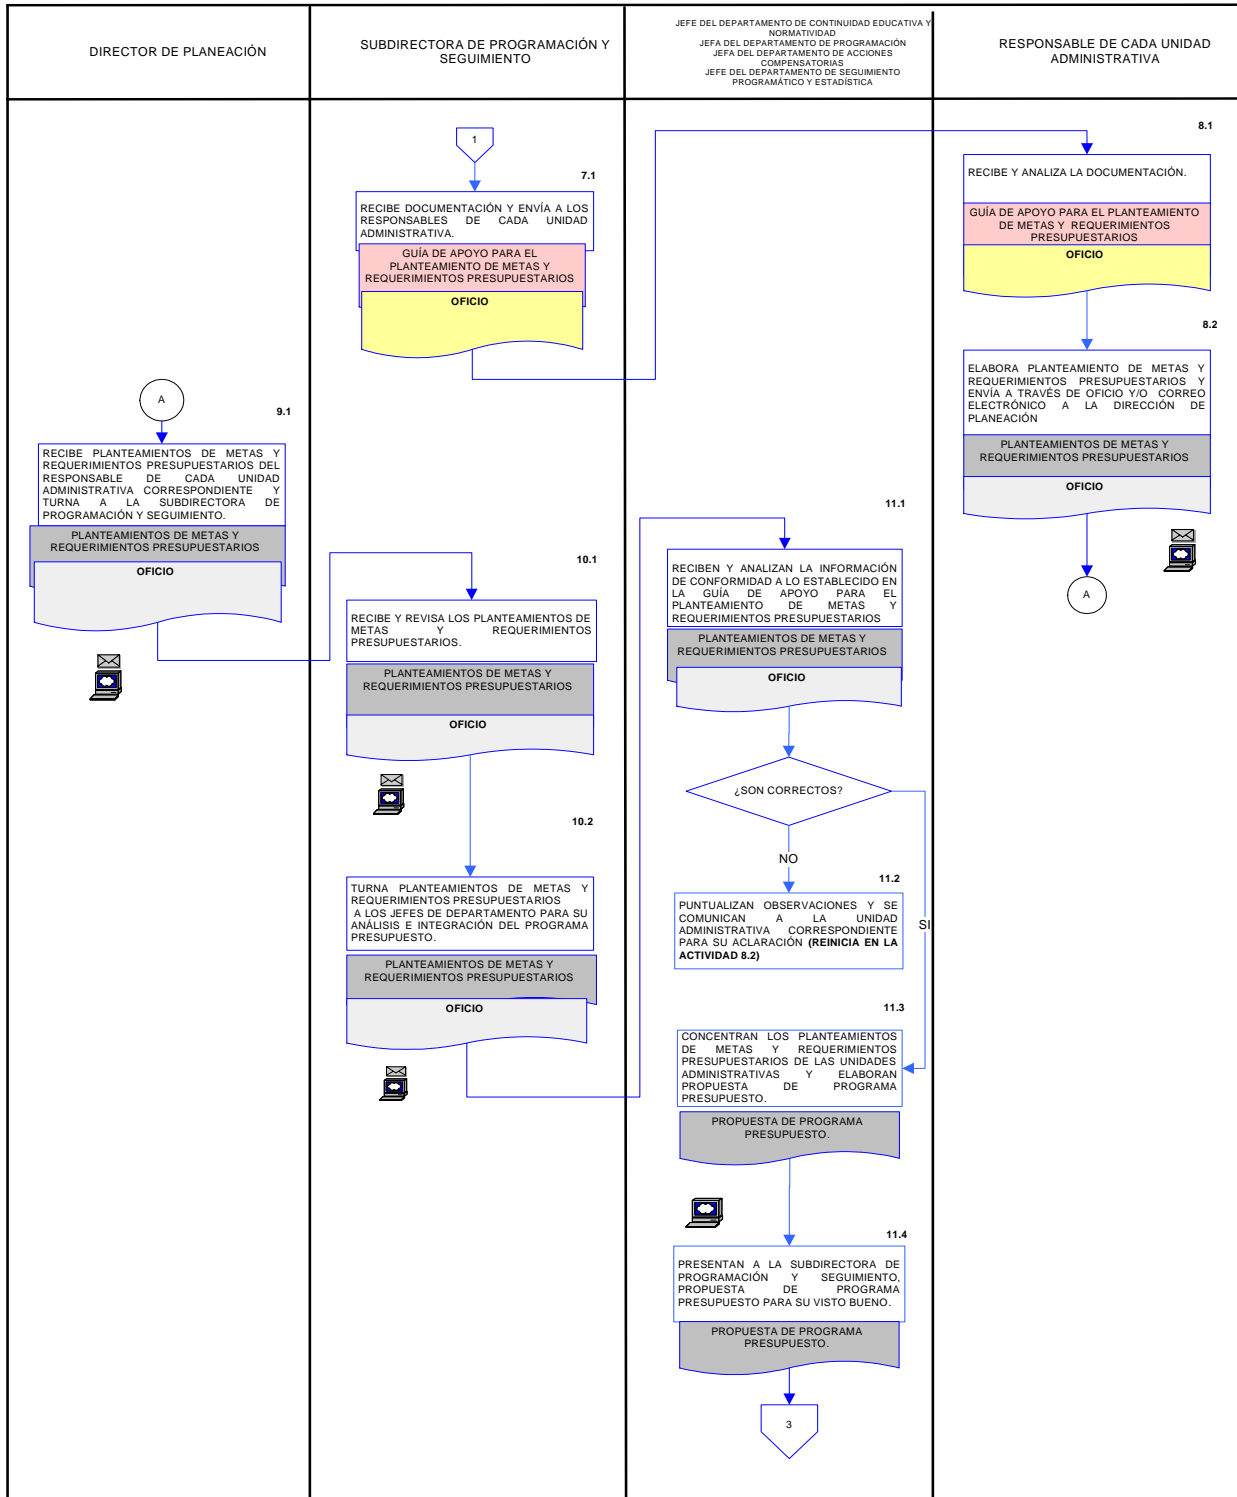 DIRECTOR DE PLANEACIÓN
SUBDIRECTORA DE PROGRAMACIÓN Y
SEGUIMIENTO
JEFE DEL DEPARTAMENTO DE CONTINUIDAD EDUCATIVA Y
NORMATIVIDAD
JEFA DEL DEPARTAMENTO DE PROGRAMACIÓN
JEFA DEL DEPARTAMENTO DE ACCIONES
COMPENSATORIAS
JEFE DEL DEPARTAMENTO DE SEGUIMIENTO
PROGRAMÁTICO Y ESTADÍSTICA
RESPONSABLE DE CADA UNIDAD
ADMINISTRATIVA
1
7.1
RECIBE DOCUMENTACIÓN Y ENVÍA A LOS
RESPONSABLES DE CADA UNIDAD
ADMINISTRATIVA.
GUÍA DE APOYO PARA EL
PLANTEAMIENTO DE METAS Y
REQUERIMIENTOS PRESUPUESTARIOS
OFICIO
8.1
RECIBE Y ANALIZA LA DOCUMENTACIÓN.
GUÍA DE APOYO PARA EL PLANTEAMIENTO
DE METAS Y REQUERIMIENTOS
PRESUPUESTARIOS
OFICIO
8.2
ELABORA PLANTEAMIENTO DE METAS Y
REQUERIMIENTOS PRESUPUESTARIOS Y
ENVÍA A TRAVÉS DE OFICIO Y/O CORREO
ELECTRÓNICO A LA DIRECCIÓN DE
PLANEACIÓN
PLANTEAMIENTOS DE METAS Y
REQUERIMIENTOS PRESUPUESTARIOS
OFICIO
A
A
9.1
RECIBE PLANTEAMIENTOS DE METAS Y
REQUERIMIENTOS PRESUPUESTARIOS DEL
RESPONSABLE DE CADA UNIDAD
ADMINISTRATIVA CORRESPONDIENTE Y
TURNA A LA SUBDIRECTORA DE
PROGRAMACIÓN Y SEGUIMIENTO.
PLANTEAMIENTOS DE METAS Y
REQUERIMIENTOS PRESUPUESTARIOS
OFICIO
10.1
RECIBE Y REVISA LOS PLANTEAMIENTOS DE
METAS Y REQUERIMIENTOS
PRESUPUESTARIOS.
PLANTEAMIENTOS DE METAS Y
REQUERIMIENTOS PRESUPUESTARIOS
OFICIO
10.2
TURNA PLANTEAMIENTOS DE METAS Y
REQUERIMIENTOS PRESUPUESTARIOS
A LOS JEFES DE DEPARTAMENTO PARA SU
ANÁLISIS E INTEGRACIÓN DEL PROGRAMA
PRESUPUESTO.
PLANTEAMIENTOS DE METAS Y
REQUERIMIENTOS PRESUPUESTARIOS
OFICIO
11.1
RECIBEN Y ANALIZAN LA INFORMACIÓN
DE CONFORMIDAD A LO ESTABLECIDO EN
LA GUÍA DE APOYO PARA EL
PLANTEAMIENTO DE METAS Y
REQUERIMIENTOS PRESUPUESTARIOS
PLANTEAMIENTOS DE METAS Y
REQUERIMIENTOS PRESUPUESTARIOS
OFICIO
¿SON CORRECTOS?
NO
SI
11.2
PUNTUALIZAN OBSERVACIONES Y SE
COMUNICAN A LA UNIDAD
ADMINISTRATIVA CORRESPONDIENTE
PARA SU ACLARACIÓN (REINICIA EN LA
ACTIVIDAD 8.2)
11.3
CONCENTRAN LOS PLANTEAMIENTOS
DE METAS Y REQUERIMIENTOS
PRESUPUESTARIOS DE LAS UNIDADES
ADMINISTRATIVAS Y ELABORAN
PROPUESTA DE PROGRAMA
PRESUPUESTO.
PROPUESTA DE PROGRAMA
PRESUPUESTO.
11.4
PRESENTAN A LA SUBDIRECTORA DE
PROGRAMACIÓN Y SEGUIMIENTO,
PROPUESTA DE PROGRAMA
PRESUPUESTO PARA SU VISTO BUENO.
PROPUESTA DE PROGRAMA
PRESUPUESTO.
3